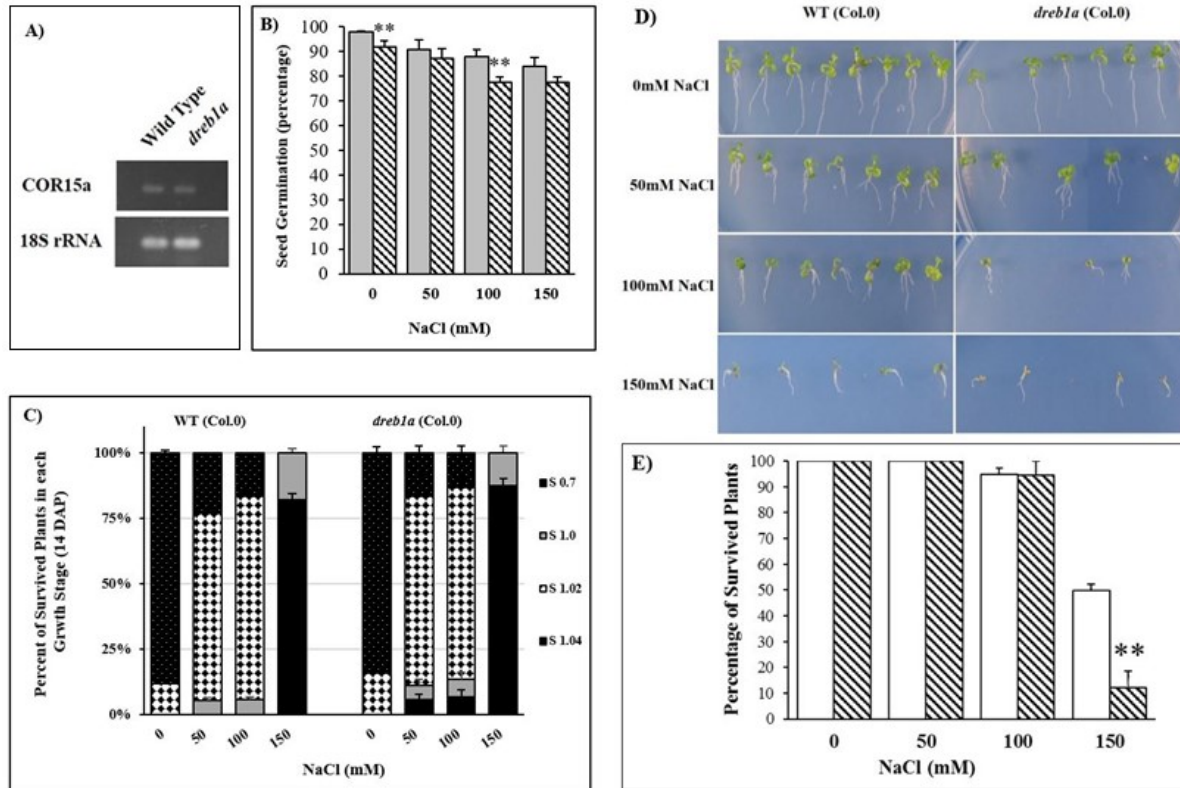 A)
Wild Type
dreb1a
COR15a
18S rRNA
B)
Seed Germination (percentage)
100
90
80
70
60
50
40
30
20
10
0
**
**
0 50 100 150
NaCl (mM)
C)
WT (Col.0)
dreb1a (Col.0)
Percent of Survived Plants in each
Grwth Stage (14 DAP)
100%
75%
50%
25%
0%
0 50 100 150 0 50 100 150
NaCl (mM)
S 0.7
S 1.0
S 1.02
S 1.04
D)
WT (Col.0)
dreb1a (Col.0)
0mM NaCl
50mM NaCl
100mM NaCl
150mM NaCl
E)
Percentage of Survived Plants
100
90
80
70
60
50
40
30
20
10
0
**
0 50 100 150
NaCl (mM)